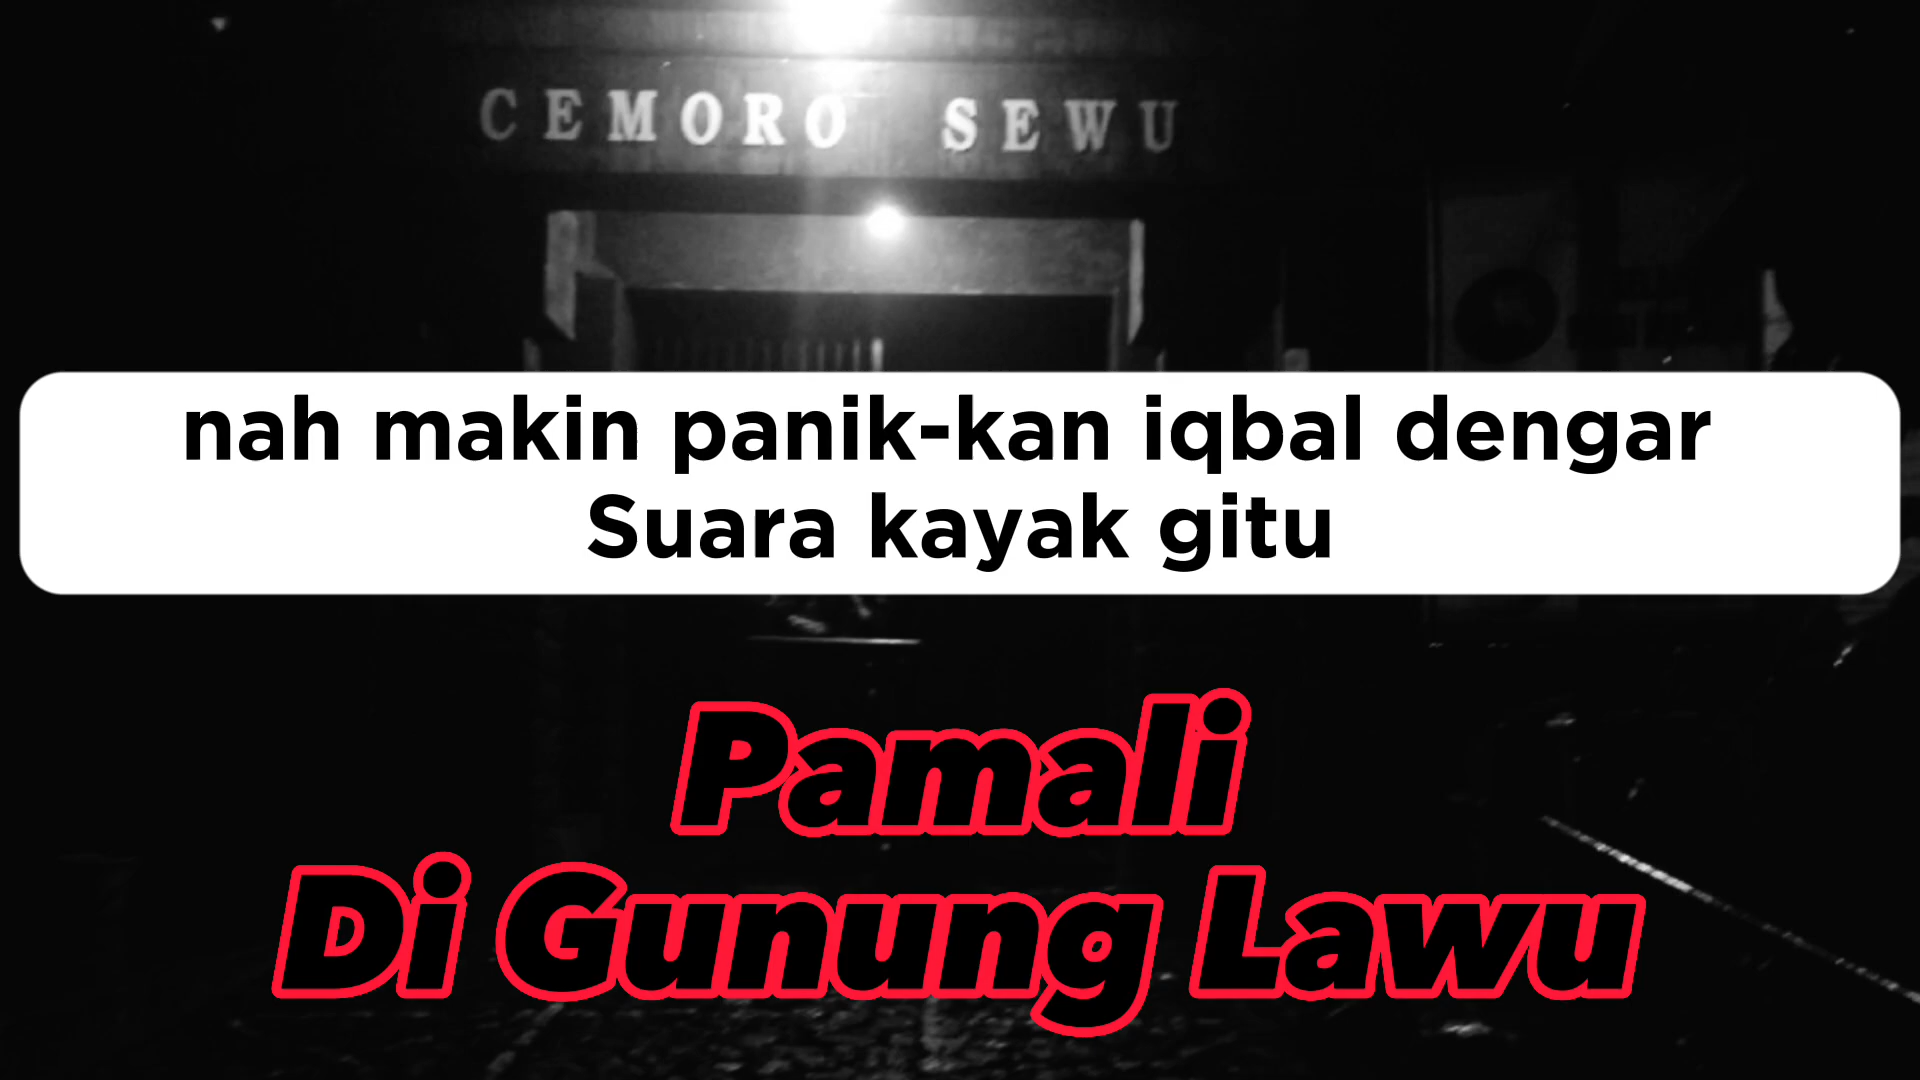 CEMORO SEWU
nah makin panik-kan iqbal dengar
Suara kayak gitu
Pamali
Di Gunung Lawu